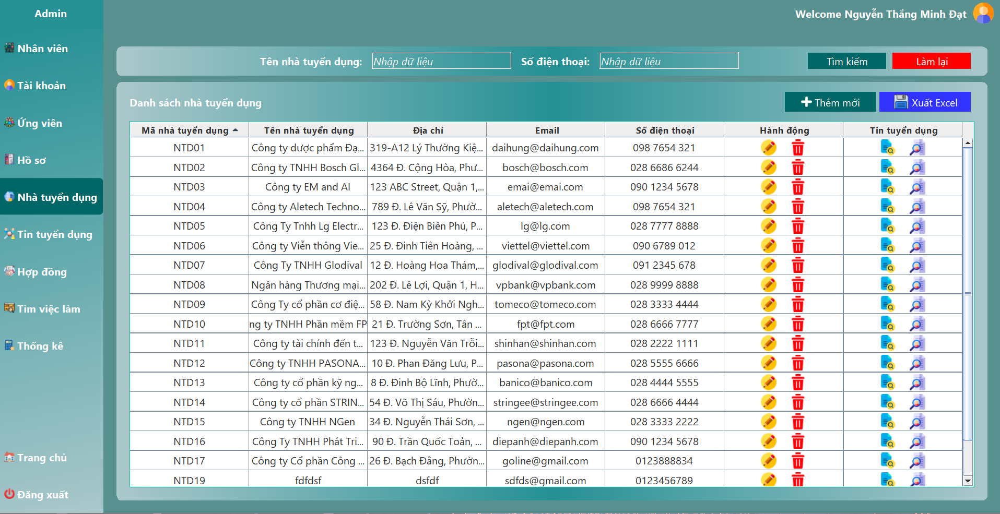 Admin
Welcome Nguyễn Thắng Minh Đạt
Nhân viên
Tài khoản
Ứng viên
Hồ sơ
Nhà tuyển dụng
Tin tuyển dụng
Hợp đồng
Tìm việc làm
Thống kê
Trang chủ
Đăng xuất
Tên nhà tuyển dụng: Nhập dữ liệu Số điện thoại: Nhập dữ liệu Tìm kiếm Làm lại
Danh sách nhà tuyển dụng Thêm mới Xuất Excel
Mã nhà tuyển dụng Tên nhà tuyển dụng Địa chỉ Email Số điện thoại Hành động Tin tuyển dụng
NTD01 Công ty dược phẩm Đạ... 319-A12 Lý Thường Kiệ... daihung@daihung.com 098 7654 321
NTD02 Công ty TNHH Bosch Gl... 4364 Đ. Cộng Hòa, Phư... bosch@bosch.com 028 6686 6244
NTD03 Công ty EM and AI 123 ABC Street, Quận 1,... emai@emai.com 090 1234 5678
NTD04 Công ty Aletech Techno... 789 Đ. Lê Văn Sỹ, Phườ... aletech@aletech.com 098 7654 321
NTD05 Công Ty Tnhh Lg Electr... 123 Đ. Điện Biên Phủ, P... lg@lg.com 028 7777 8888
NTD06 Công ty Viễn thông Vie... 25 Đ. Đinh Tiên Hoàng, ... viettel@viettel.com 090 6789 012
NTD07 Công Ty TNHH Glodival 12 Đ. Hoàng Hoa Thám,... glodival@glodival.com 091 2345 678
NTD08 Ngân hàng Thương mại... 202 Đ. Lê Lợi, Quận 1, H... vpbank@vpbank.com 028 9999 8888
NTD09 Công Ty cổ phần cơ điệ... 58 Đ. Nam Kỳ Khởi Ngh... tomeco@tomeco.com 028 3333 4444
NTD10 ng ty TNHH Phần mềm FP 21 Đ. Trường Sơn, Tân ... fpt@fpt.com 028 6666 7777
NTD11 Công ty tài chính đến t... 123 Đ. Nguyễn Văn Trỗi... shinhan@shinhan.com 028 2222 1111
NTD12 Công ty TNHH PASONA... 10 Đ. Phan Đăng Lưu, P... pasona@pasona.com 028 5555 6666
NTD13 Công ty cổ phần kỹ ng... 8 Đ. Đinh Bộ Lĩnh, Phườ... banico@banico.com 028 4444 5555
NTD14 Công ty cổ phần STRIN... 54 Đ. Võ Thị Sáu, Phườn... stringee@stringee.com 028 6666 4444
NTD15 Công ty TNHH NGen 34 Đ. Nguyễn Thái Sơn, ... ngen@ngen.com 028 3333 2222
NTD16 Công Ty TNHH Phát Tri... 90 Đ. Trần Quốc Toản, ... diepanh@diepanh.com 090 1234 5678
NTD17 Công ty Cổ phần Công ... 26 Đ. Bạch Đằng, Phườn... goline@gmail.com 0123888834
NTD19 fdfdsf dsfdf sdfds@gmail.com 0123456789